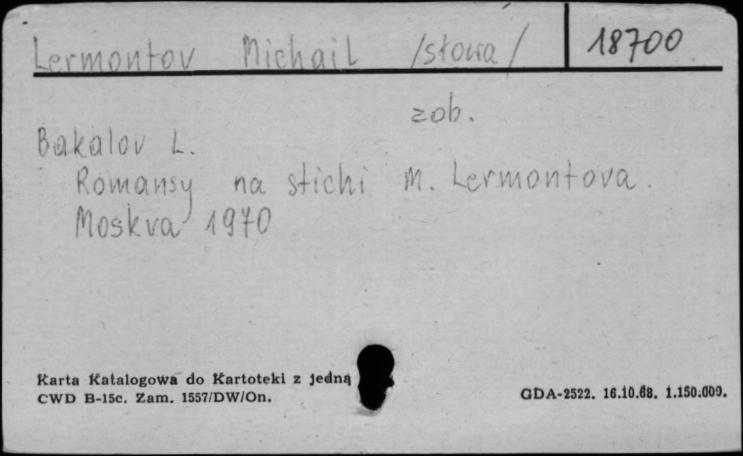 Lermontov Michail /słowa/ 18700
zob.
Bakalov L.
Romansy na stichi M. Lermontova.
Moskva 1970
Karta Katalogowa do Kartoteki z jedną
CWD B-15c. Zam. 1557/DW/On.
GDA-2522. 16.10.68. 1.150.000.